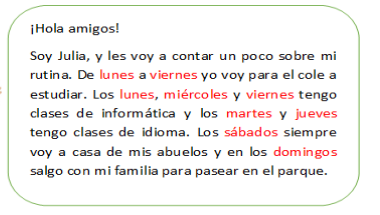 ¡Hola amigos!
Soy Julia, y les voy a contar un poco sobre mi
rutina. De lunes a viernes yo voy para el cole a
estudiar. Los lunes, miércoles y viernes tengo
clases de informática y los martes y jueves
tengo clases de idioma. Los sábados siempre
voy a casa de mis abuelos y en los domingos
salgo con mi familia para pasear en el parque.